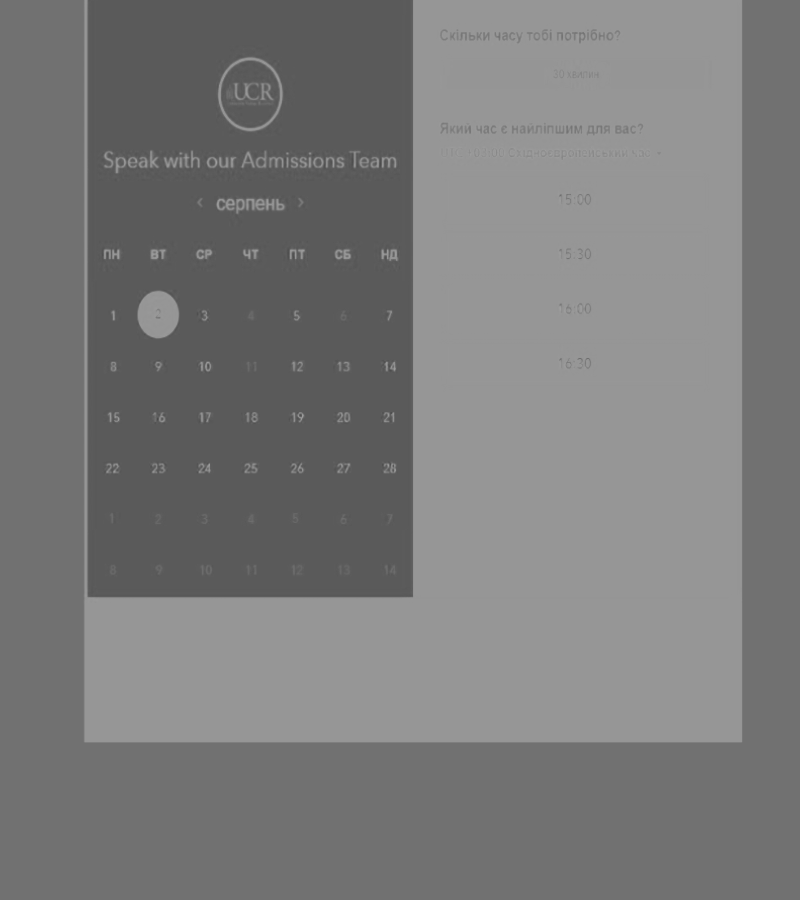 UCR
Speak with our Admissions Team
‹ серпень ›
ПН ВТ СР ЧТ ПТ СБ НД
1 2 3 4 5 6 7
8 9 10 11 12 13 14
15 16 17 18 19 20 21
22 23 24 25 26 27 28
1 2 3 4 5 6 7
8 9 10 11 12 13 14
Скільки часу тобі потрібно?
30 хвилин
Який час є найліпшим для вас?
Східноєвропейський час
15:00
15:30
16:00
16:30